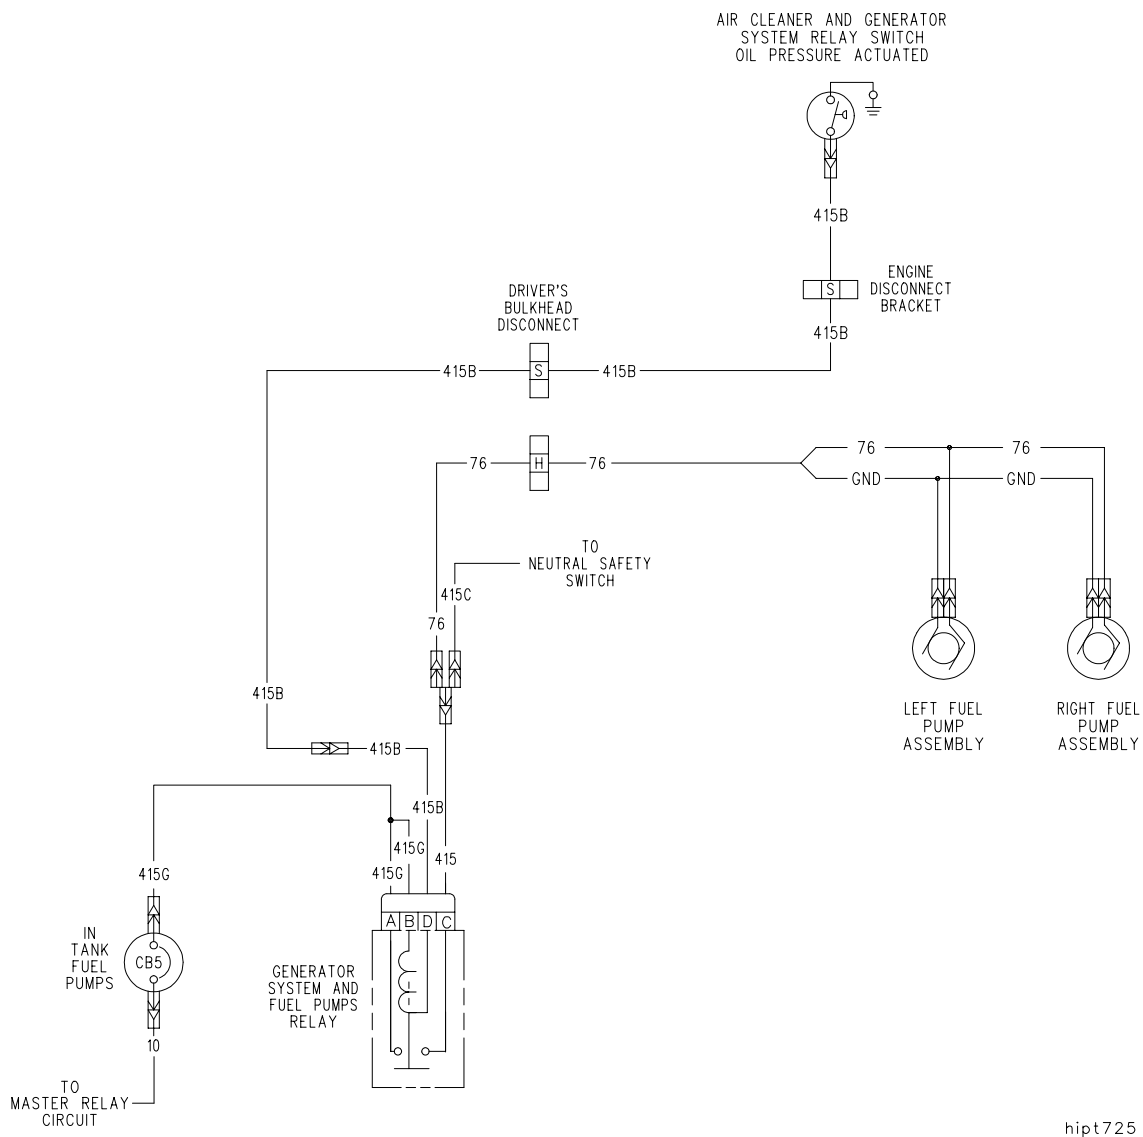 AIR CLEANER AND GENERATOR
SYSTEM RELAY SWITCH
OIL PRESSURE ACTUATED
415B
S
ENGINE
DISCONNECT
BRACKET
415B
DRIVER'S
BULKHEAD
DISCONNECT
415B
S
415B
76
H
76
76
76
GND
GND
TO
NEUTRAL SAFETY
SWITCH
415C
76
415B
415B
LEFT FUEL
PUMP
ASSEMBLY
RIGHT FUEL
PUMP
ASSEMBLY
415B
415G
415
415G
415G
A B D C
IN
TANK
FUEL
PUMPS
CB5
GENERATOR
SYSTEM AND
FUEL PUMPS
RELAY
10
TO
MASTER RELAY
CIRCUIT
hipt725